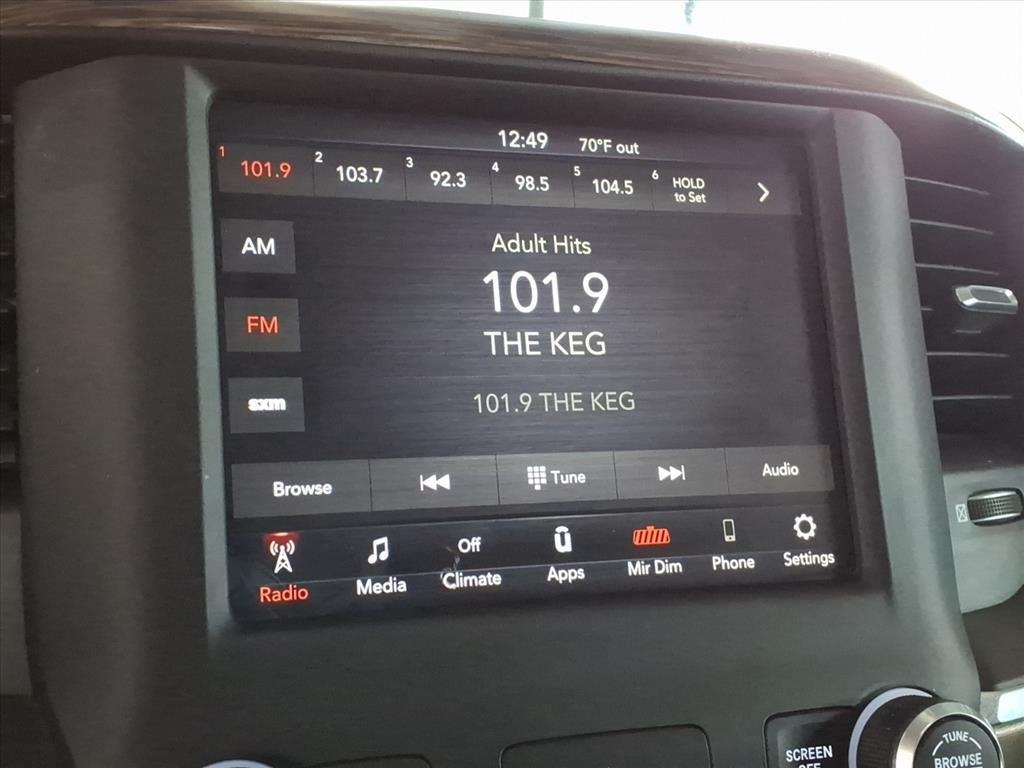 12:49 70°F out
1 101.9 2 103.7 3 92.3 4 98.5 5 104.5 6 HOLD to Set
AM
Adult Hits
101.9
FM
THE KEG
sxm
101.9 THE KEG
Browse Tune Audio
Off
Radio Media Climate Apps Mir Dim Phone Settings
SCREEN
OFF
TUNE
BROWSE